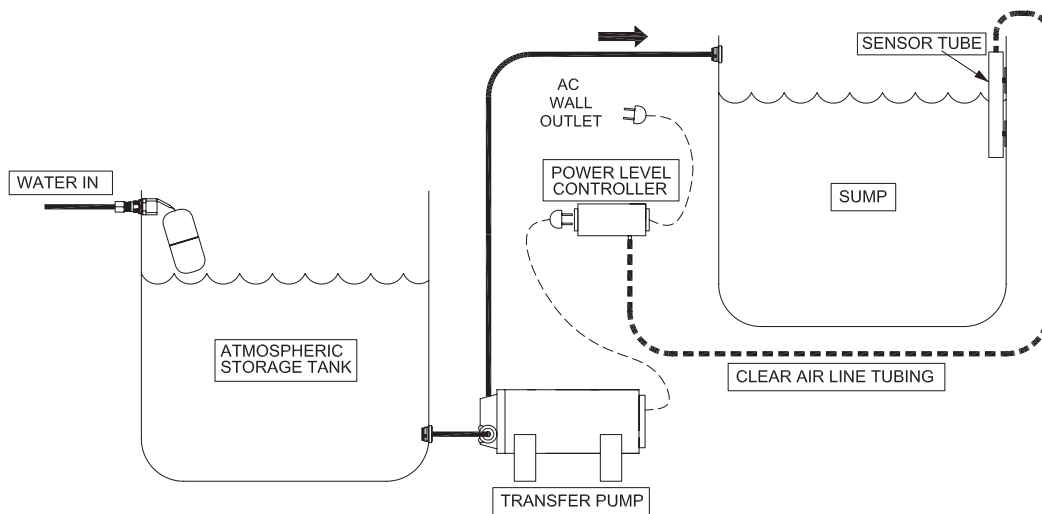 SENSOR TUBE
AC
WALL
OUTLET
WATER IN
POWER LEVEL
CONTROLLER
SUMP
ATMOSPHERIC
STORAGE TANK
CLEAR AIR LINE TUBING
TRANSFER PUMP